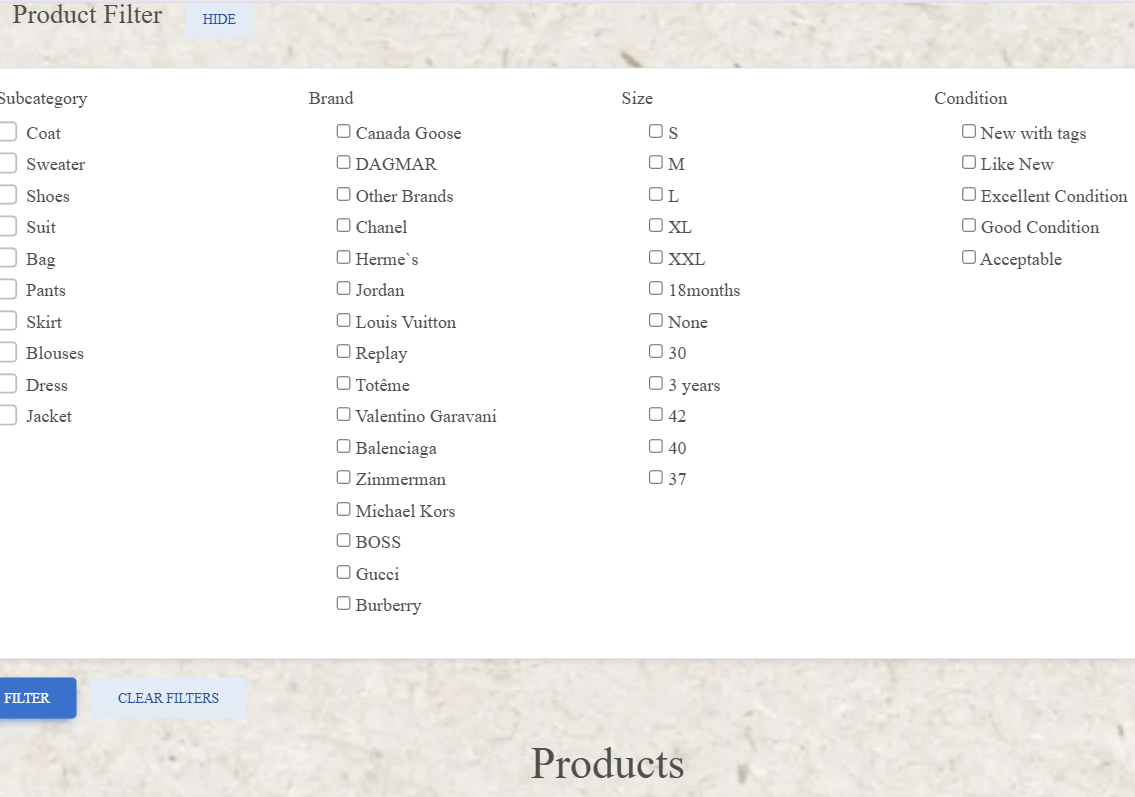 Product Filter
HIDE
Subcategory
Coat
Sweater
Shoes
Suit
Bag
Pants
Skirt
Blouses
Dress
Jacket
Brand
Canada Goose
DAGMAR
Other Brands
Chanel
Herme`s
Jordan
Louis Vuitton
Replay
Totême
Valentino Garavani
Balenciaga
Zimmerman
Michael Kors
BOSS
Gucci
Burberry
Size
S
M
L
XL
XXL
18months
None
30
3 years
42
40
37
Condition
New with tags
Like New
Excellent Condition
Good Condition
Acceptable
FILTER
CLEAR FILTERS
Products